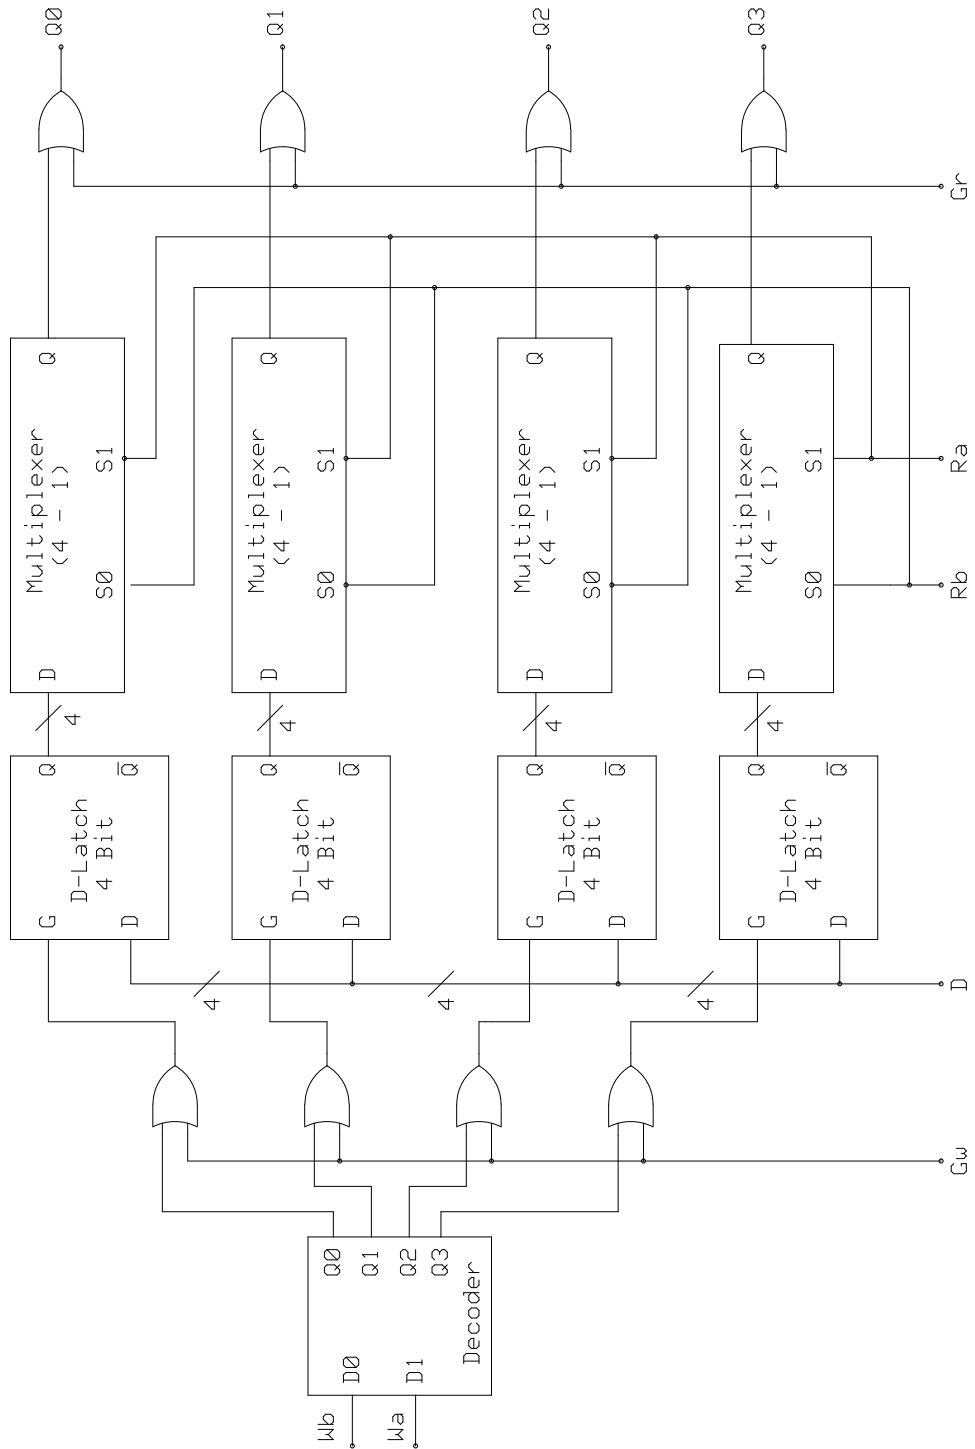 Wb
Wa
D0
D1
Decoder
Q0
Q1
Q2
Q3
G
D
D-Latch
4 Bit
Q
Q
4
D
Multiplexer
(4 - 1)
S0
S1
Q
Q0
4
G
D
D-Latch
4 Bit
Q
Q
4
D
Multiplexer
(4 - 1)
S0
S1
Q
Q1
4
G
D
D-Latch
4 Bit
Q
Q
4
D
Multiplexer
(4 - 1)
S0
S1
Q
Q2
4
G
D
D-Latch
4 Bit
Q
Q
4
D
Multiplexer
(4 - 1)
S0
S1
Q
Q3
Gw
D
Rb
Ra
Gr